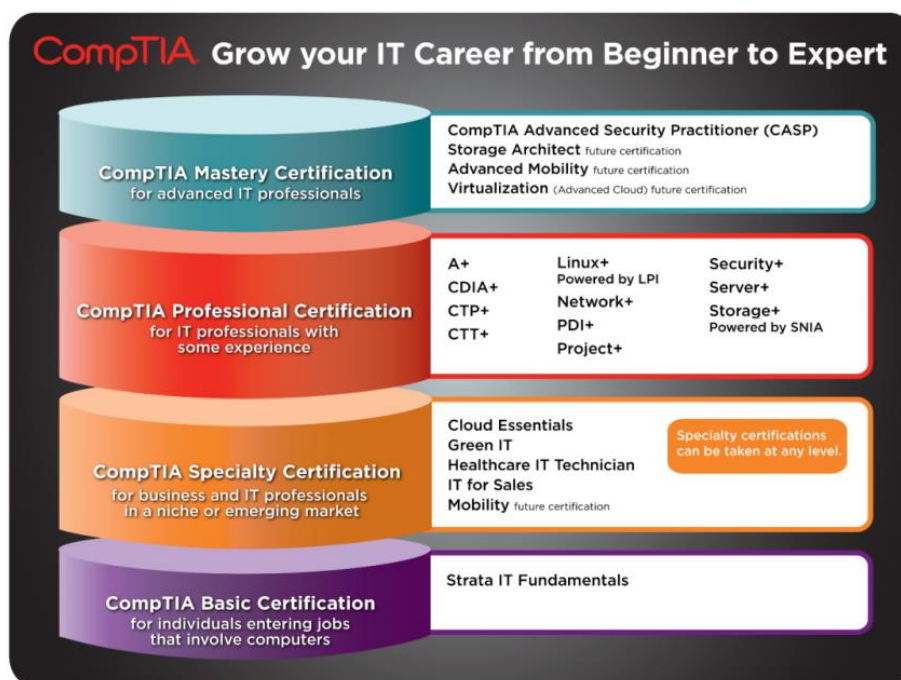 CompTIA. Grow your IT Career from Beginner to Expert
CompTIA Mastery Certification
for advanced IT professionals
CompTIA Advanced Security Practitioner (CASP)
Storage Architect future certification
Advanced Mobility future certification
Virtualization (Advanced Cloud) future certification
CompTIA Professional Certification
for IT professionals with
some experience
A+
CDIA+
CTP+
CTT+
Linux+
Powered by LPI
Network+
PDI+
Project+
Security+
Server+
Storage+
Powered by SNIA
CompTIA Specialty Certification
for business and IT professionals
in a niche or emerging market
Cloud Essentials
Green IT
Healthcare IT Technician
IT for Sales
Mobility future certification
Specialty certifications
can be taken at any level.
CompTIA Basic Certification
for individuals entering jobs
that involve computers
Strata IT Fundamentals